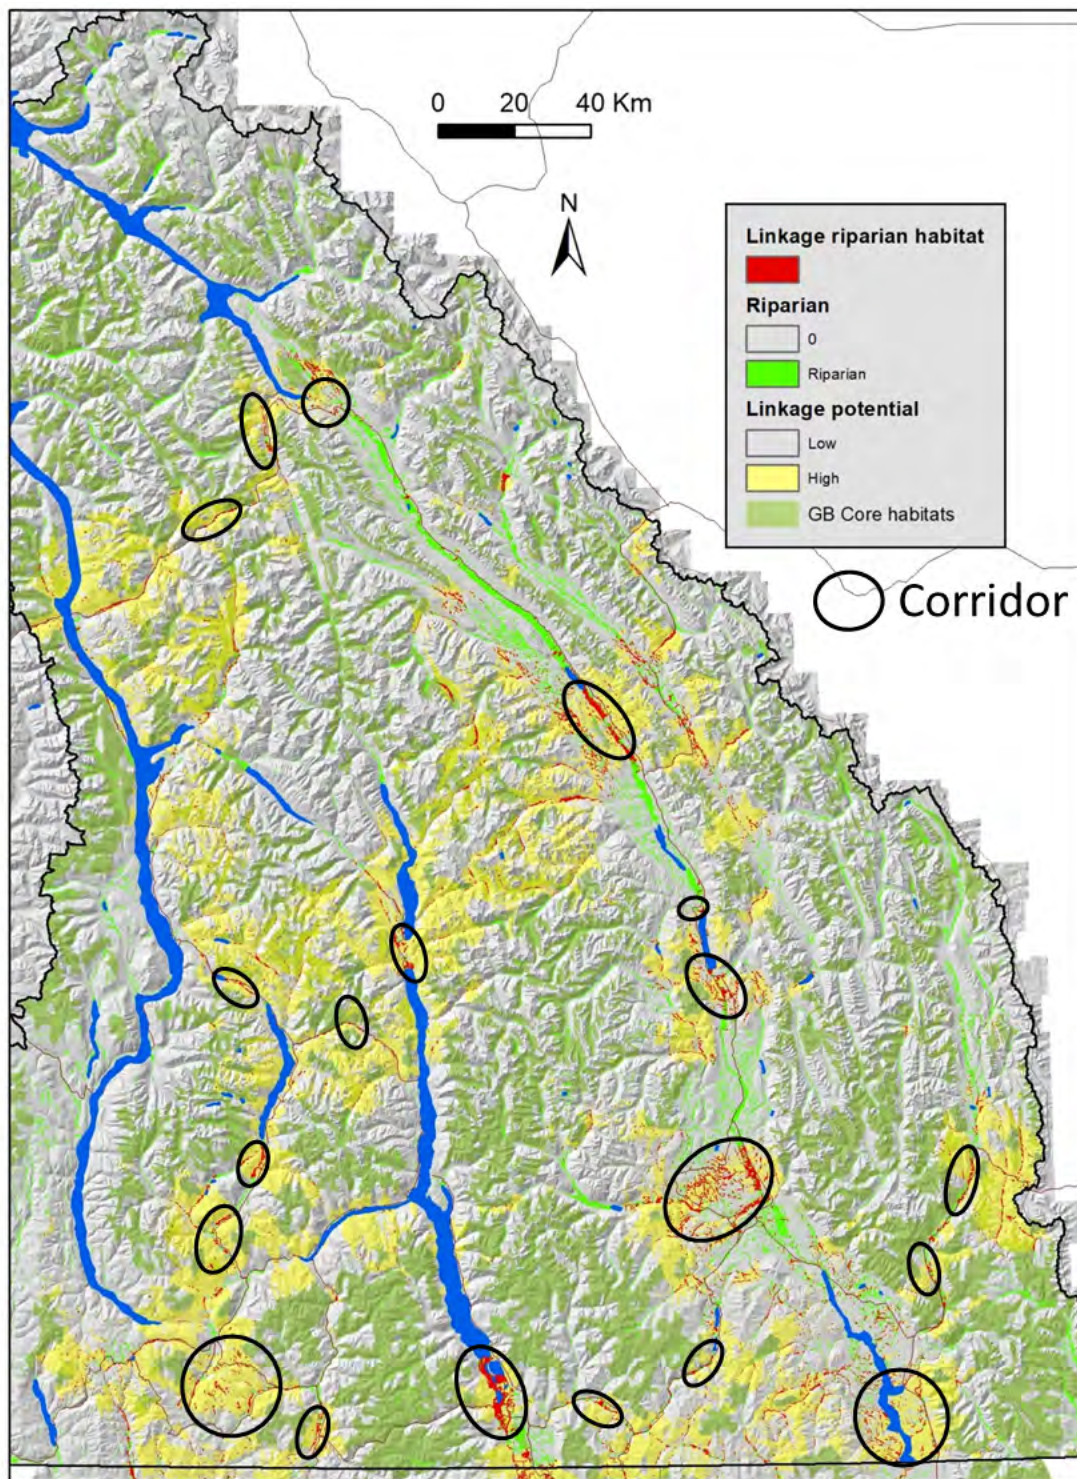 0 20 40 Km
N
Linkage riparian habitat
Riparian
0
Riparian
Linkage potential
Low
High
GB Core habitats
Corridor